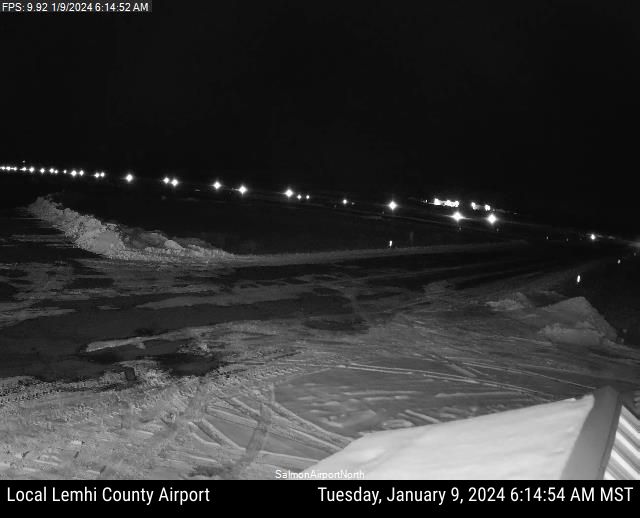 FPS: 9.92 1/9/2024 6:14:52 AM
SalmonAirportNorth
Local Lemhi County Airport Tuesday, January 9, 2024 6:14:54 AM MST